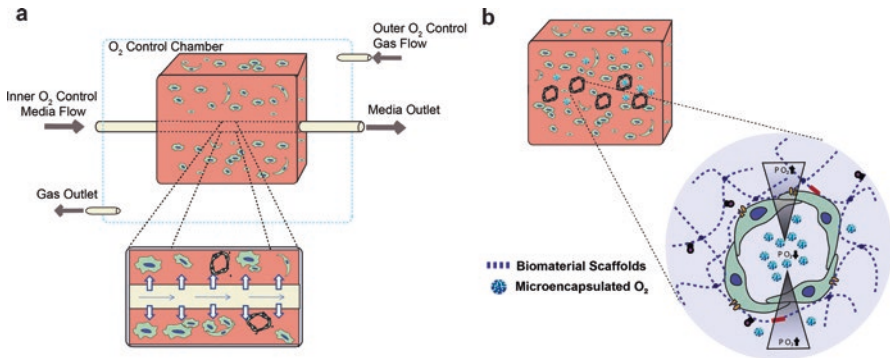 a
O₂ Control Chamber
Outer O₂ Control
Gas Flow
Inner O₂ Control
Media Flow
Media Outlet
Gas Outlet
b
PO₂
PO₂
PO₂
Biomaterial Scaffolds
Microencapsulated O₂